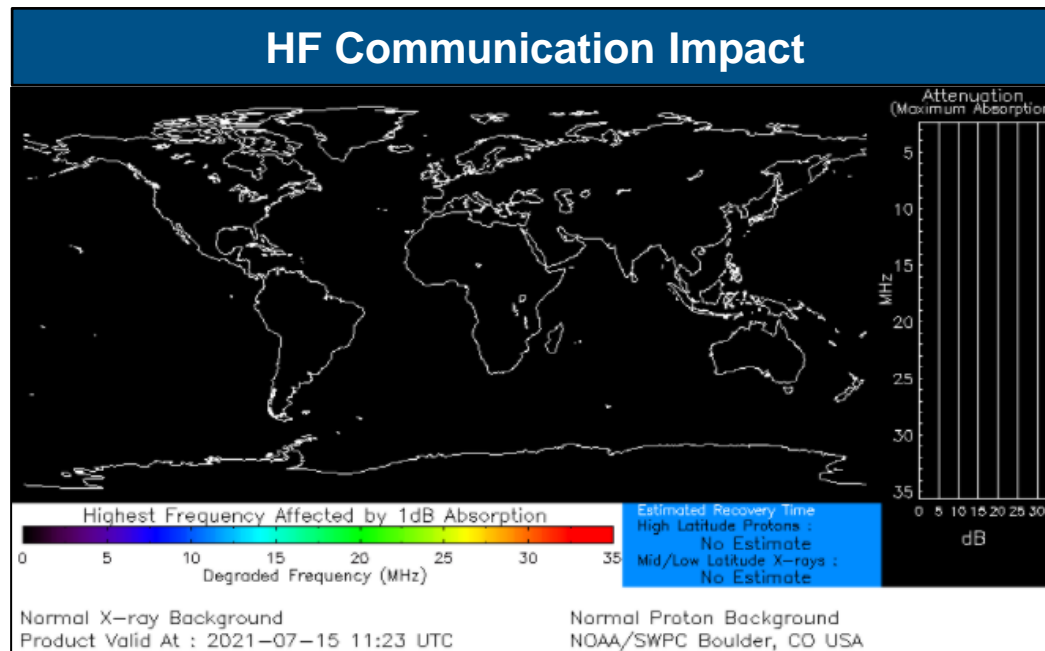 HF Communication Impact
Attenuation
(Maximum Absorption
5
10
15
20
25
30
35
MHz
0 5 10 15 20 25 30
dB
Highest Frequency Affected by 1dB Absorption
0 5 10 15 20 25 30 35
Degraded Frequency (MHz)
Estimated Recovery Time
High Latitude Protons :
No Estimate
Mid/Low Latitude X-rays :
No Estimate
Normal X-ray Background
Product Valid At : 2021-07-15 11:23 UTC
Normal Proton Background
NOAA/SWPC Boulder, CO USA